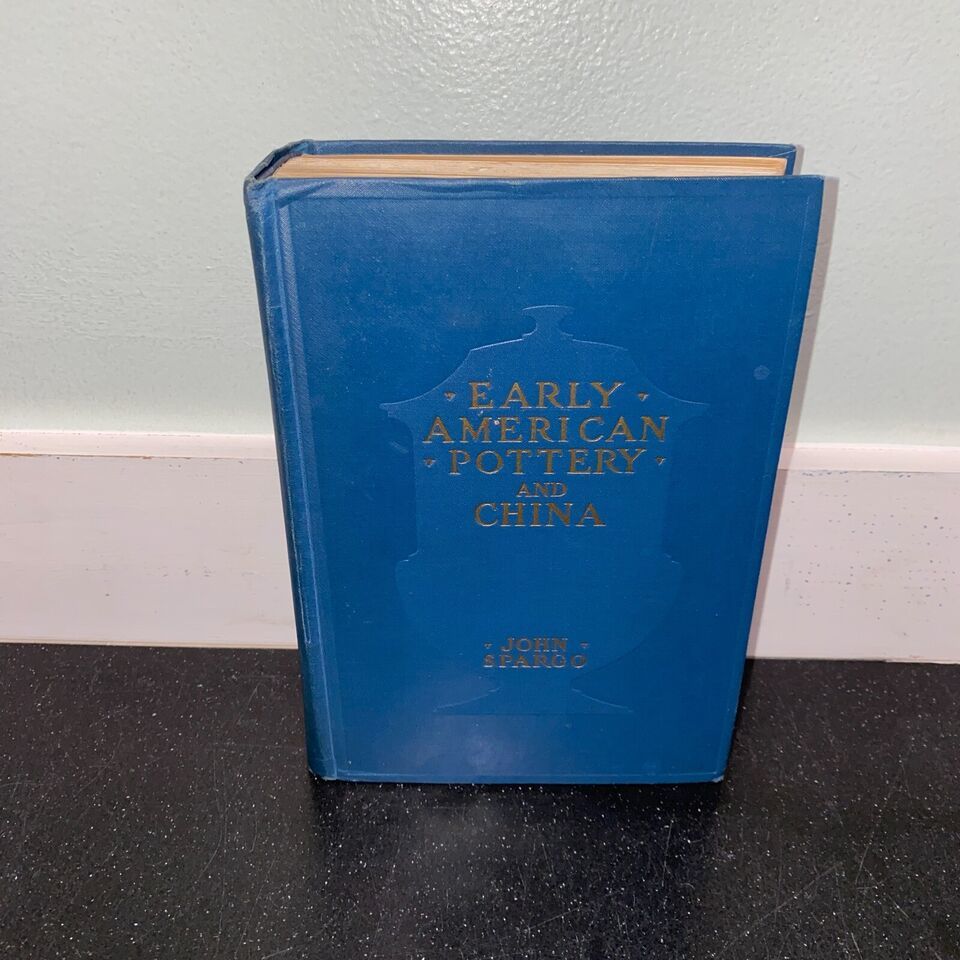 EARLY
AMERICAN
POTTERY
AND
CHINA
JOHN
SPARGO